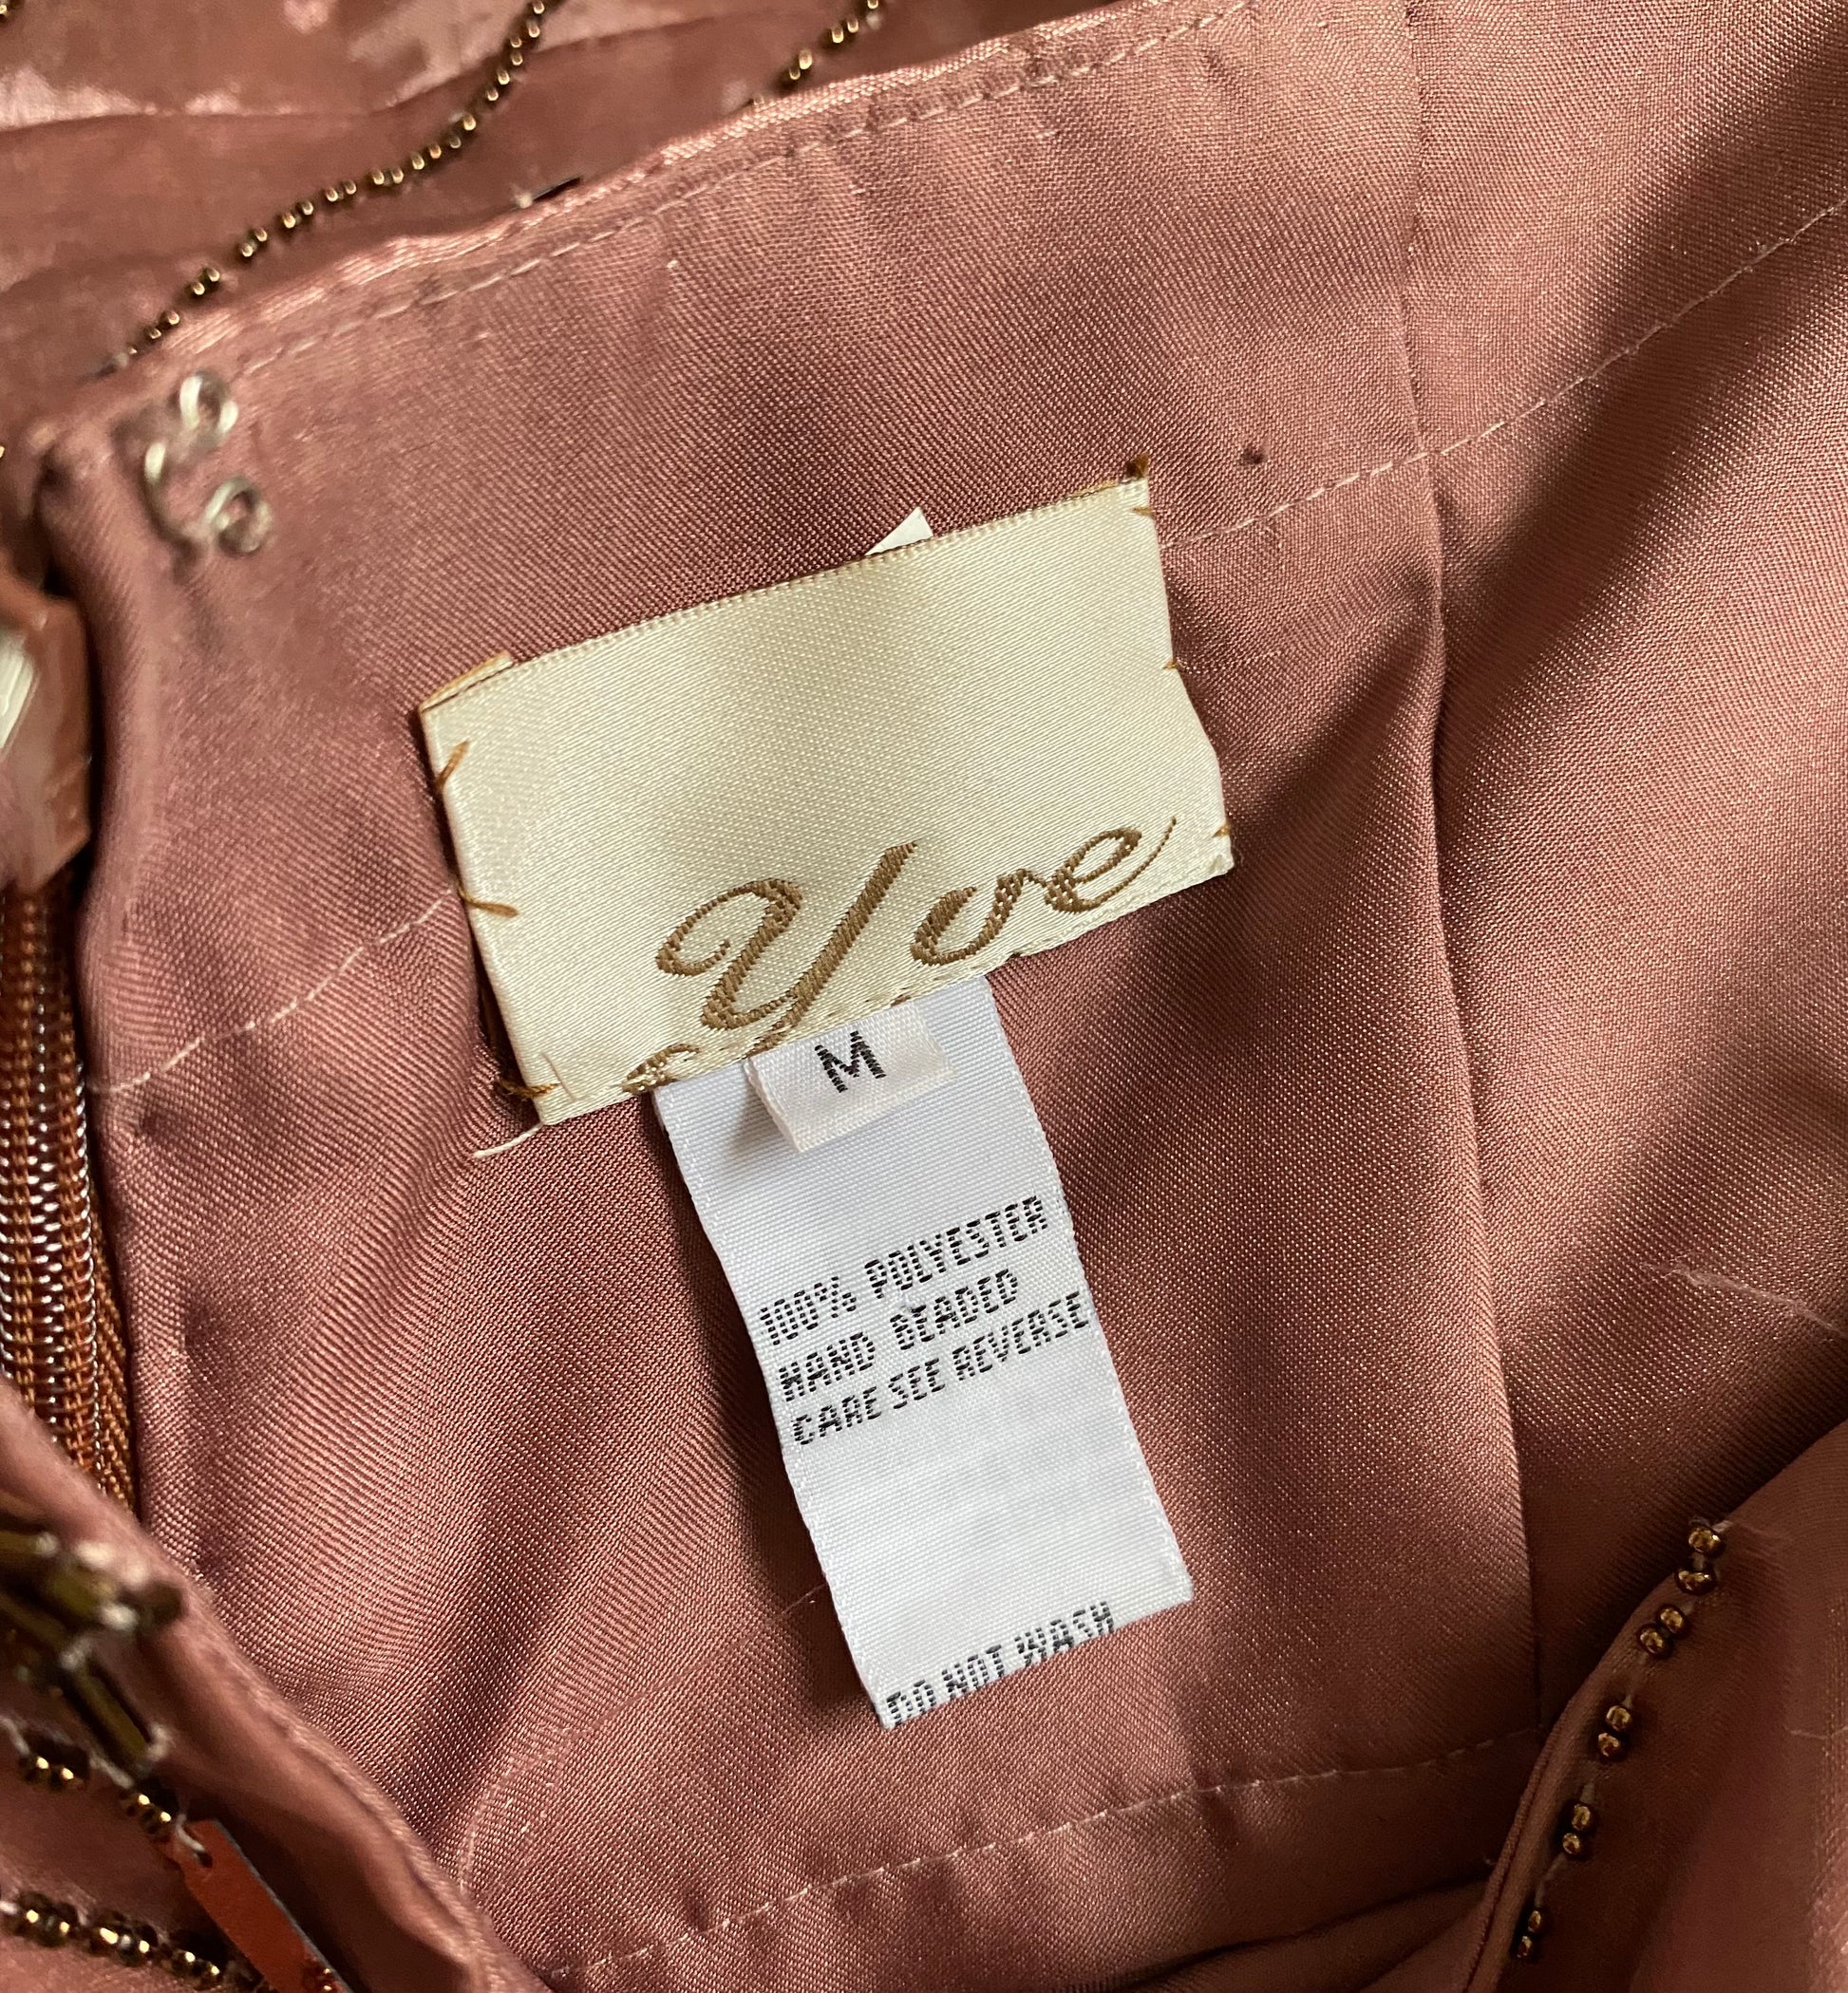 Yve
M
100% POLYESTER
HAND BEADED
CARE SEE REVERSE
DO NOT WASH